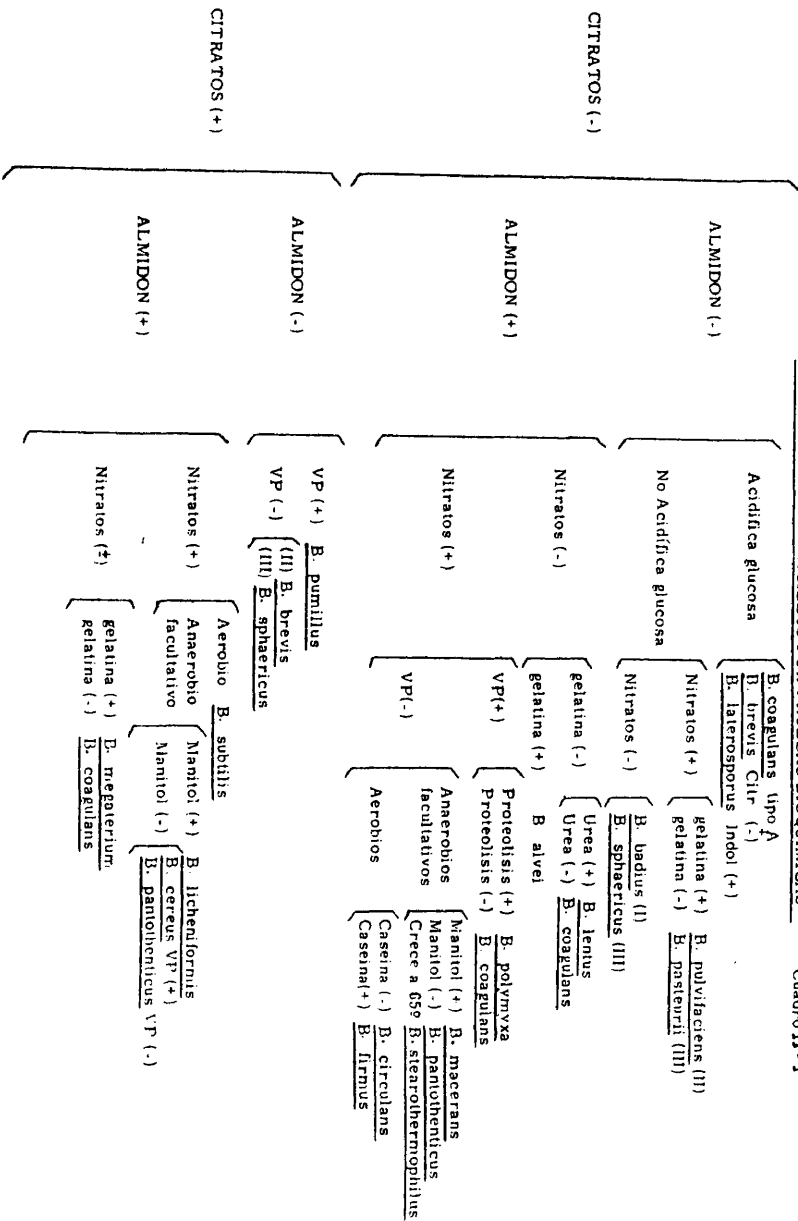 Cuadro II - 1
CITRATOS (-)
ALMIDON (-)
Acidifica glucosa
B. coagulans tipo A
B. brevis Citr (-)
B. laterosporus Indol (+)
No Acidífica glucosa
Nitratos (+)
gelatina (+) B. pulvifaciens (II)
gelatina (-) B. pasteurii (III)
Nitratos (-)
B. badius (I)
B. sphaericus (III)
ALMIDON (+)
Nitratos (-)
gelatina (-)
Urea (+) B. lentus
Urea (-) B. coagulans
gelatina (+) B alvei
Nitratos (+)
VP(+)
Proteolisis (+) B. polymyxa
Proteolisis (-) B. coagulans
VP(-)
Anaerobios
facultativos
Manitol (+) B. macerans
Manitol (-) B. pantothenticus
Crece a 65º B. stearothermophilus
Aerobios
Caseina (-) B. circulans
Caseina(+) B. firmus
CITRATOS (+)
ALMIDON (-)
VP (+) B. pumillus
VP (-)
(II) B. brevis
(III) B. sphaericus
ALMIDON (+)
Nitratos (+)
Aerobio B. subtilis
Anaerobio
facultativo
Manitol (+) B. licheniformis
Manitol (-)
B. cereus VP (+)
B. pantothenticus VP (-)
Nitratos (±)
gelatina (+) B. megaterium
gelatina (-) B. coagulans